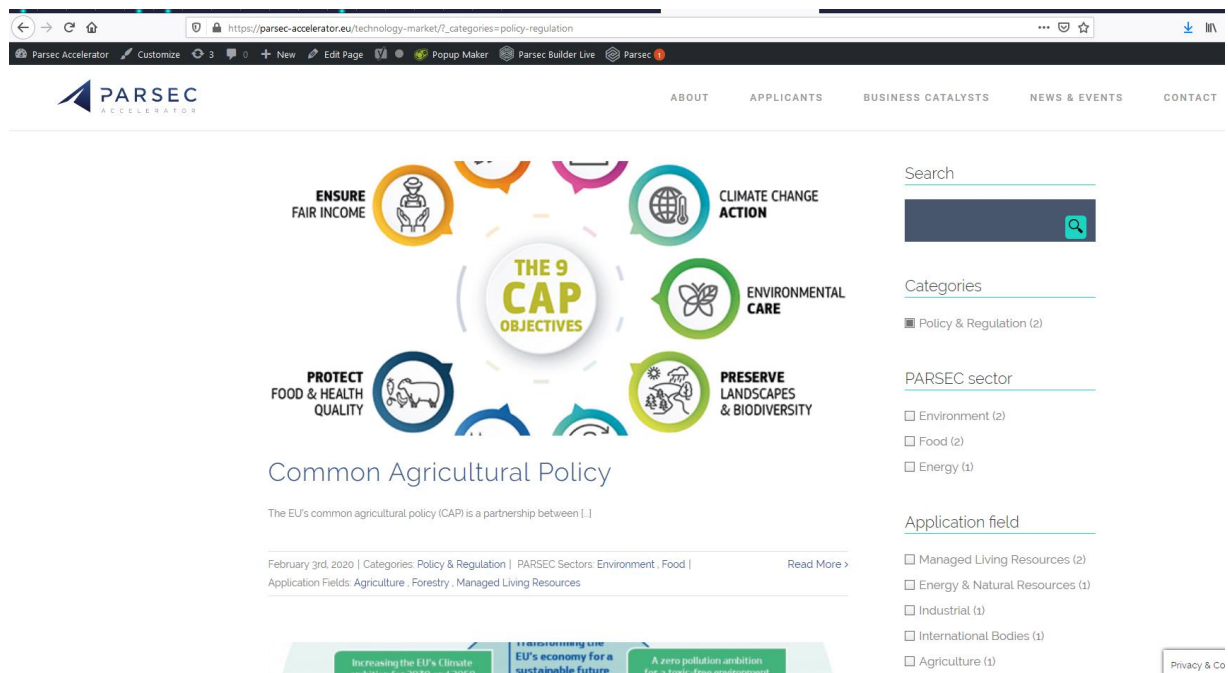 https://parsec-accelerator.eu/technology-market/?_categories=policy-regulation
Parsec Accelerator Customize 3 0 New Edit Page Popup Maker Parsec Builder Live Parsec 1
PARSEC
ACCELERATOR
ABOUT APPLICANTS BUSINESS CATALYSTS NEWS & EVENTS CONTACT
ENSURE
FAIR INCOME
CLIMATE CHANGE
ACTION
THE 9
CAP
OBJECTIVES
ENVIRONMENTAL
CARE
PROTECT
FOOD & HEALTH
QUALITY
PRESERVE
LANDSCAPES
& BIODIVERSITY
Common Agricultural Policy
The EU's common agricultural policy (CAP) is a partnership between [...]
February 3rd, 2020 | Categories: Policy & Regulation | PARSEC Sectors: Environment , Food |
Application Fields: Agriculture , Forestry , Managed Living Resources
Read More >
Increasing the EU's Climate
Transforming the
EU's economy for a
sustainable future
A zero pollution ambition
for a toxic-free environment
Search
Categories
Policy & Regulation (2)
PARSEC sector
Environment (2)
Food (2)
Energy (1)
Application field
Managed Living Resources (2)
Energy & Natural Resources (1)
Industrial (1)
International Bodies (1)
Agriculture (1)
Privacy & Co